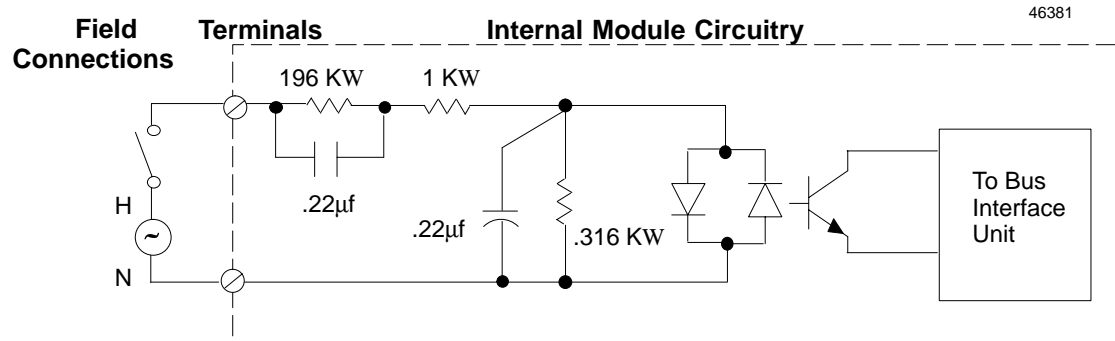 46381
Field
Connections
Terminals
Internal Module Circuitry
196 KW
1 KW
.22µf
.22µf
.316 KW
H
~
N
To Bus
Interface
Unit